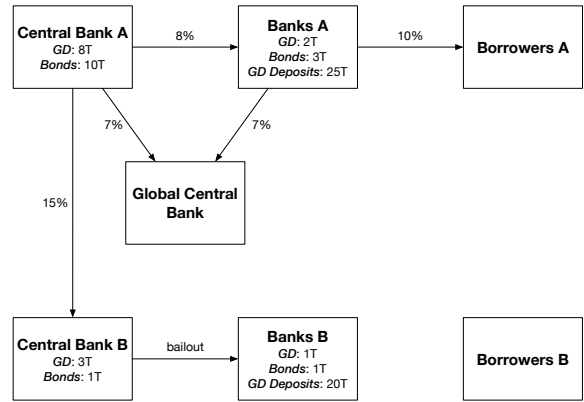 Central Bank A
GD: 8T
Bonds: 10T
8%
Banks A
GD: 2T
Bonds: 3T
GD Deposits: 25T
10%
Borrowers A
7%
7%
Global Central
Bank
15%
Central Bank B
GD: 3T
Bonds: 1T
bailout
Banks B
GD: 1T
Bonds: 1T
GD Deposits: 20T
Borrowers B